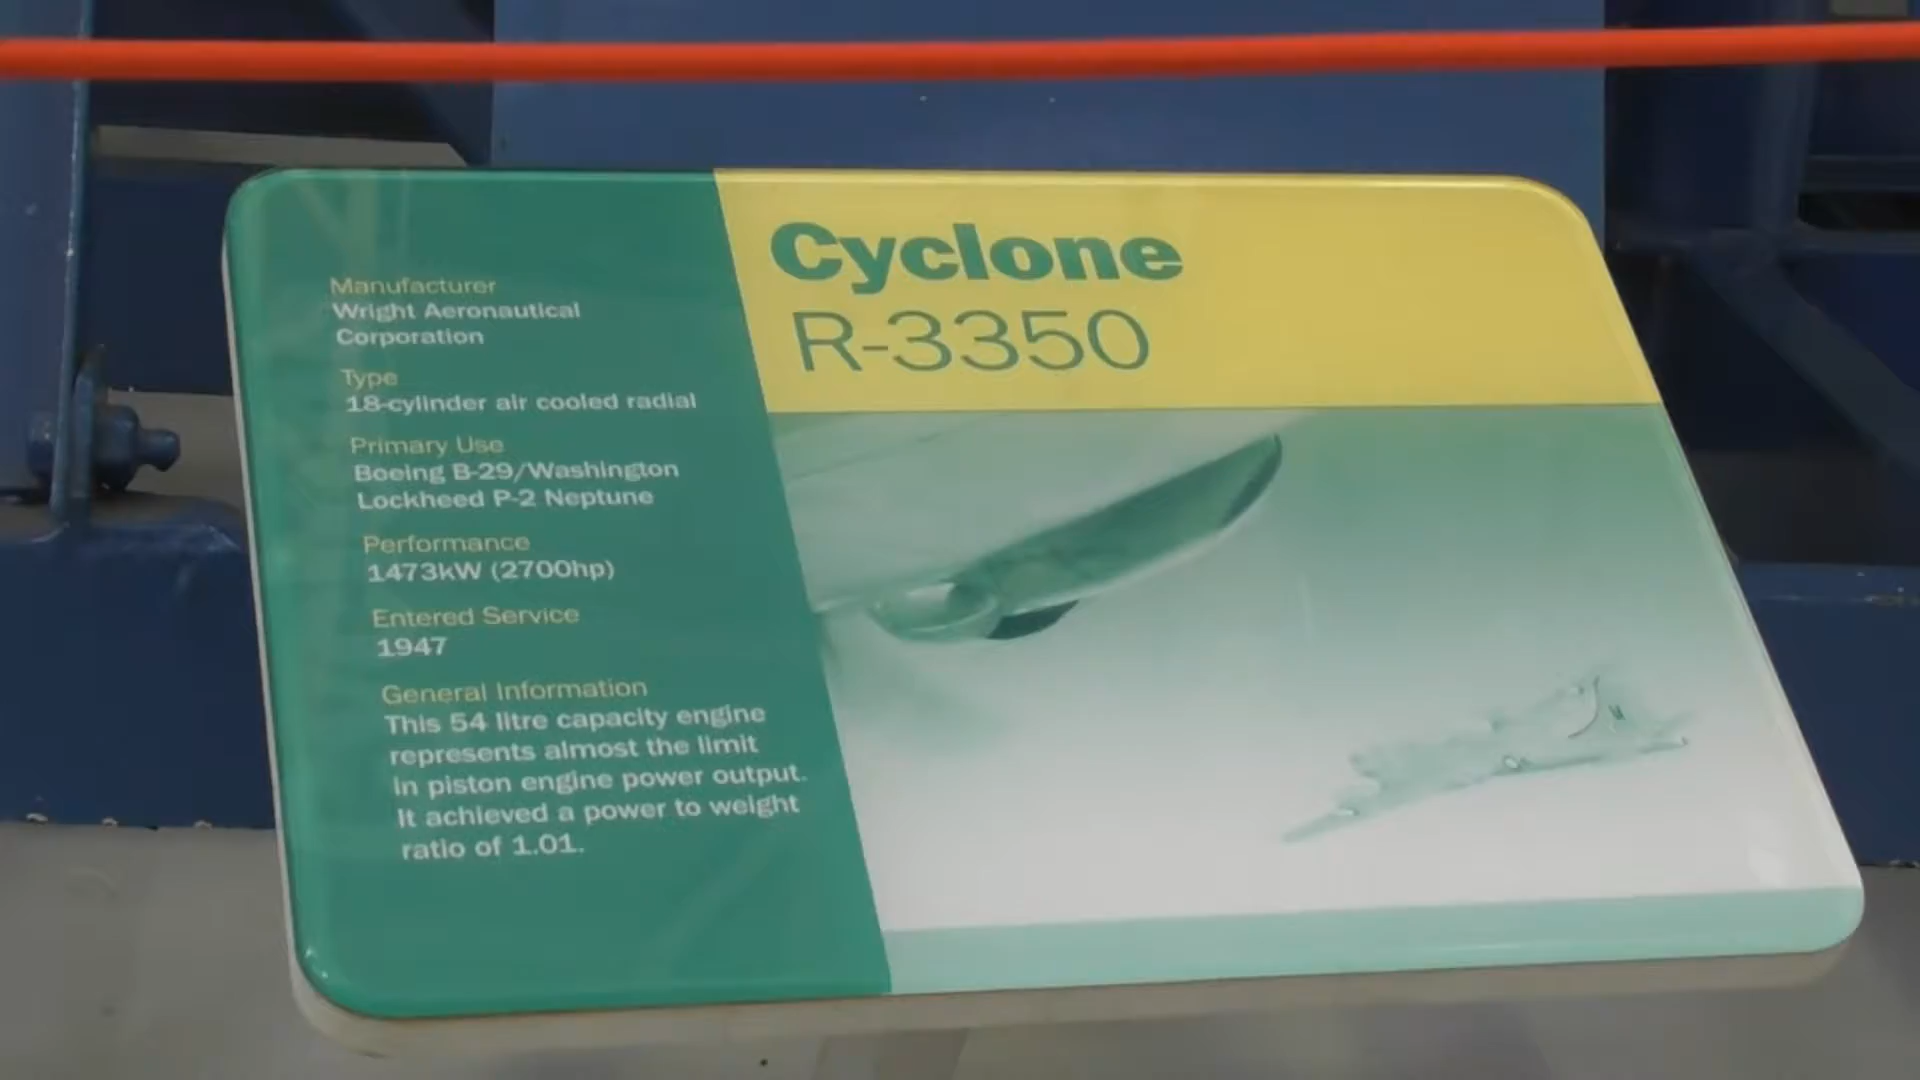 Cyclone
R-3350
Manufacturer
Wright Aeronautical
Corporation
Type
18-cylinder air cooled radial
Primary Use
Boeing B-29/Washington
Lockheed P-2 Neptune
Performance
1473kW (2700hp)
Entered Service
1947
General Information
This 54 litre capacity engine
represents almost the limit
in piston engine power output.
It achieved a power to weight
ratio of 1.01.